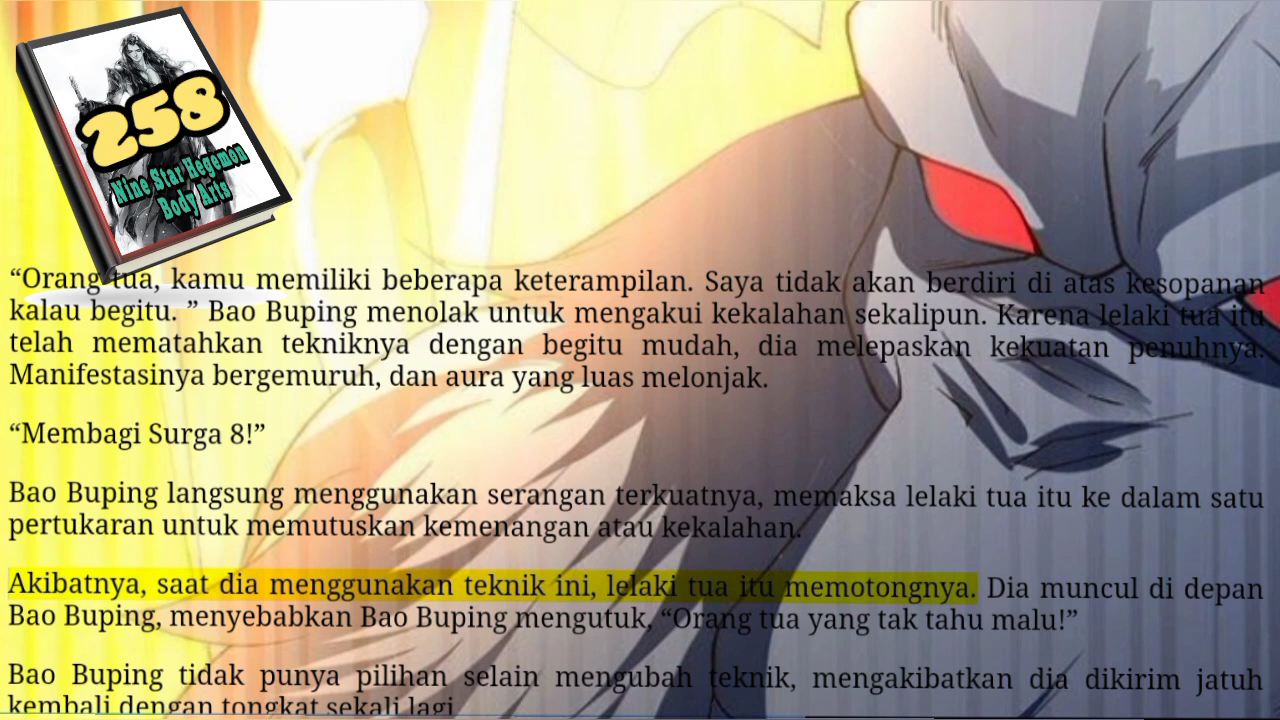 258
Nine Star Hegemon
Body Arts
“Orang tua, kamu memiliki beberapa keterampilan. Saya tidak akan berdiri di atas kesopanan
kalau begitu. ” Bao Buping menolak untuk mengakui kekalahan sekalipun. Karena lelaki tua itu
telah mematahkan tekniknya dengan begitu mudah, dia melepaskan kekuatan penuhnya.
Manifestasinya bergemuruh, dan aura yang luas melonjak.
“Membagi Surga 8!”
Bao Buping langsung menggunakan serangan terkuatnya, memaksa lelaki tua itu ke dalam satu
pertukaran untuk memutuskan kemenangan atau kekalahan.
Akibatnya, saat dia menggunakan teknik ini, lelaki tua itu memotongnya. Dia muncul di depan
Bao Buping, menyebabkan Bao Buping mengutuk, “Orang tua yang tak tahu malu!”
Bao Buping tidak punya pilihan selain mengubah teknik, mengakibatkan dia dikirim jatuh
kembali dengan tongkat sekali lagi